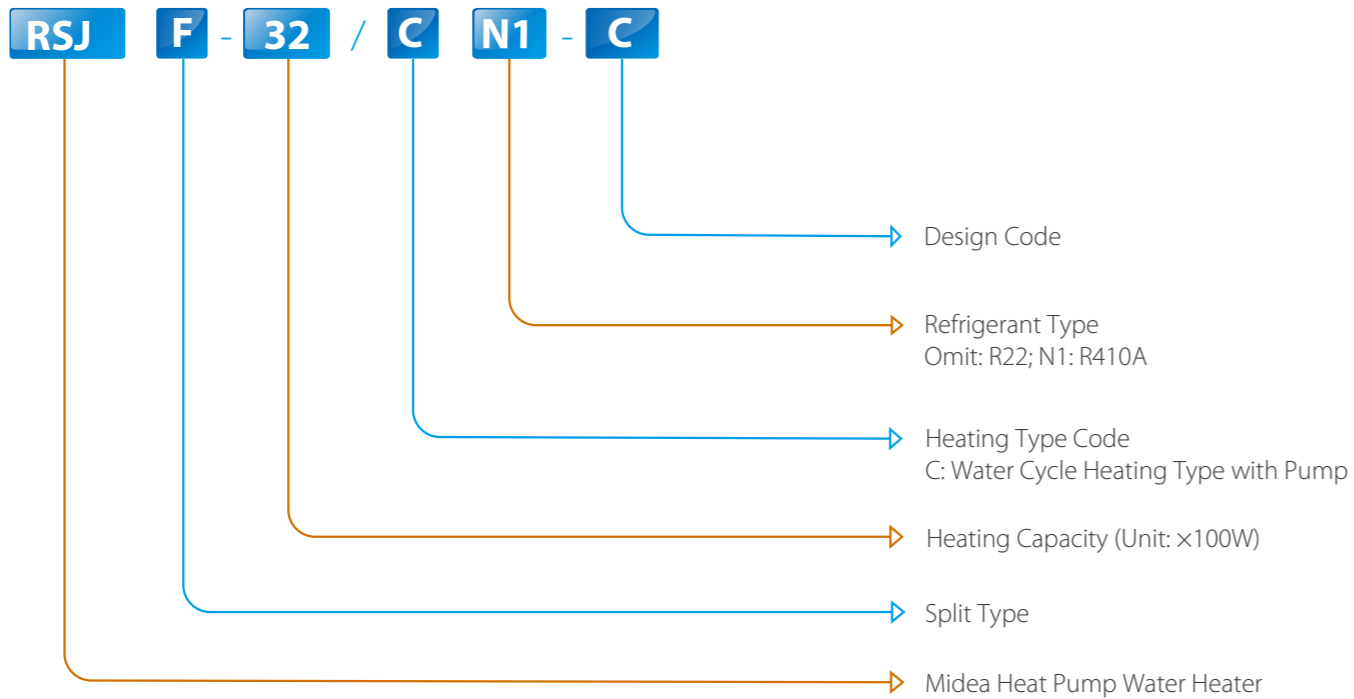 RSJ F - 32 / C N1 - C
Design Code
Refrigerant Type
Omit: R22; N1: R410A
Heating Type Code
C: Water Cycle Heating Type with Pump
Heating Capacity (Unit: ×100W)
Split Type
Midea Heat Pump Water Heater